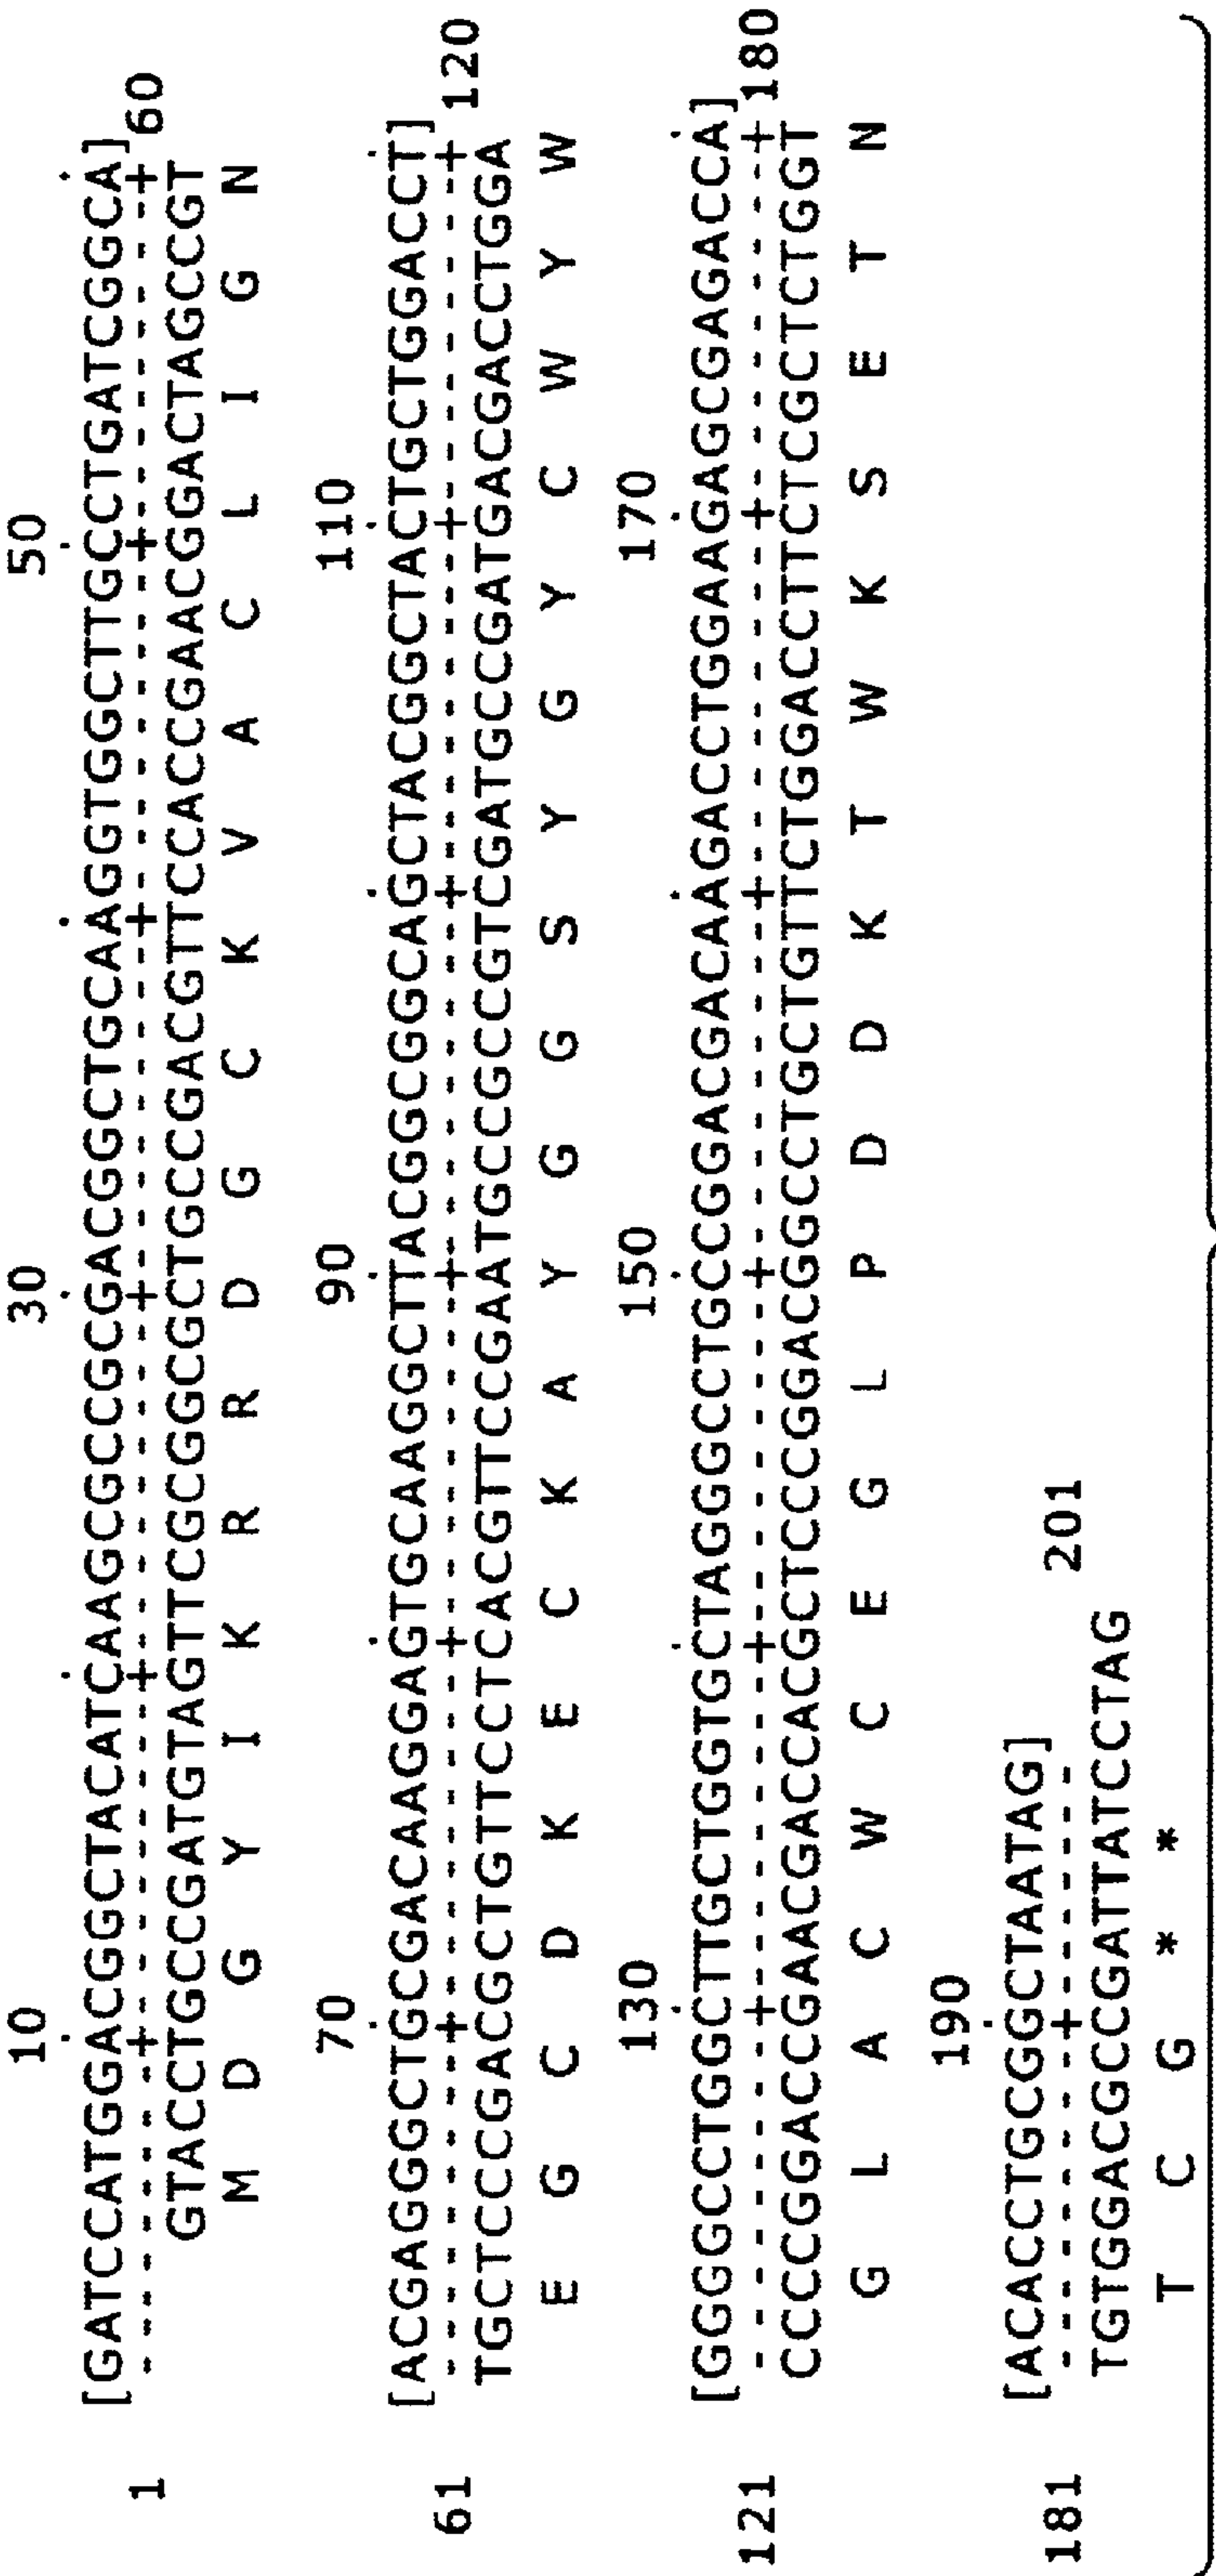 10 30 50
[GATCCATGGACGGCTACATCAAGCGCCGCGACGGCTGCAAGGTGGCTTGCCTGATCGGCA]
1 ---------+---------+---------+---------+---------+---------+ 60
GTACCTGCCGATGTAGTTCGCGGCGCTGCCGACGTTCCACCGAACGGACTAGCCGT
M D G Y I K R R D G C K V A C L I G N
70 90 110
[ACGAGGGCTGCGACAAGGAGTGCAAGGCTTACGGCGGCAGCTACGGCTACTGCTGGACCT]
61 ---------+---------+---------+---------+---------+---------+ 120
TGCTCCCGACGCTGTTCCTCACGTTCCGAATGCCGCCGTCGATGCCGATGACGACCTGGA
E G C D K E C K A Y G G S Y G Y C W Y W
130 150 170
[GGGGCCTGGCTTGCTGGTGCTAGGGCCTGCCGGACGACAAGACCTGGAAGAGCGAGACCA]
121 ---------+---------+---------+---------+---------+---------+ 180
CCCCGGACCGAACGACCACGCTCCCGGACGGCCTGCTGTTCTGGACCTTCTCGCTCTGGT
G L A C W C E G L P D D K T W K S E T N
190
[ACACCTGCGGCTAATAG]
181 ---------+------- 201
TGTGGACGCCGATTATCCTAG
T C G * *